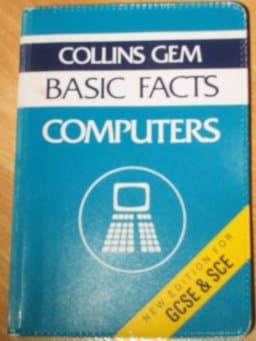 COLLINS GEM
BASIC FACTS
COMPUTERS
NEW EDITION FOR
GCSE & SCE